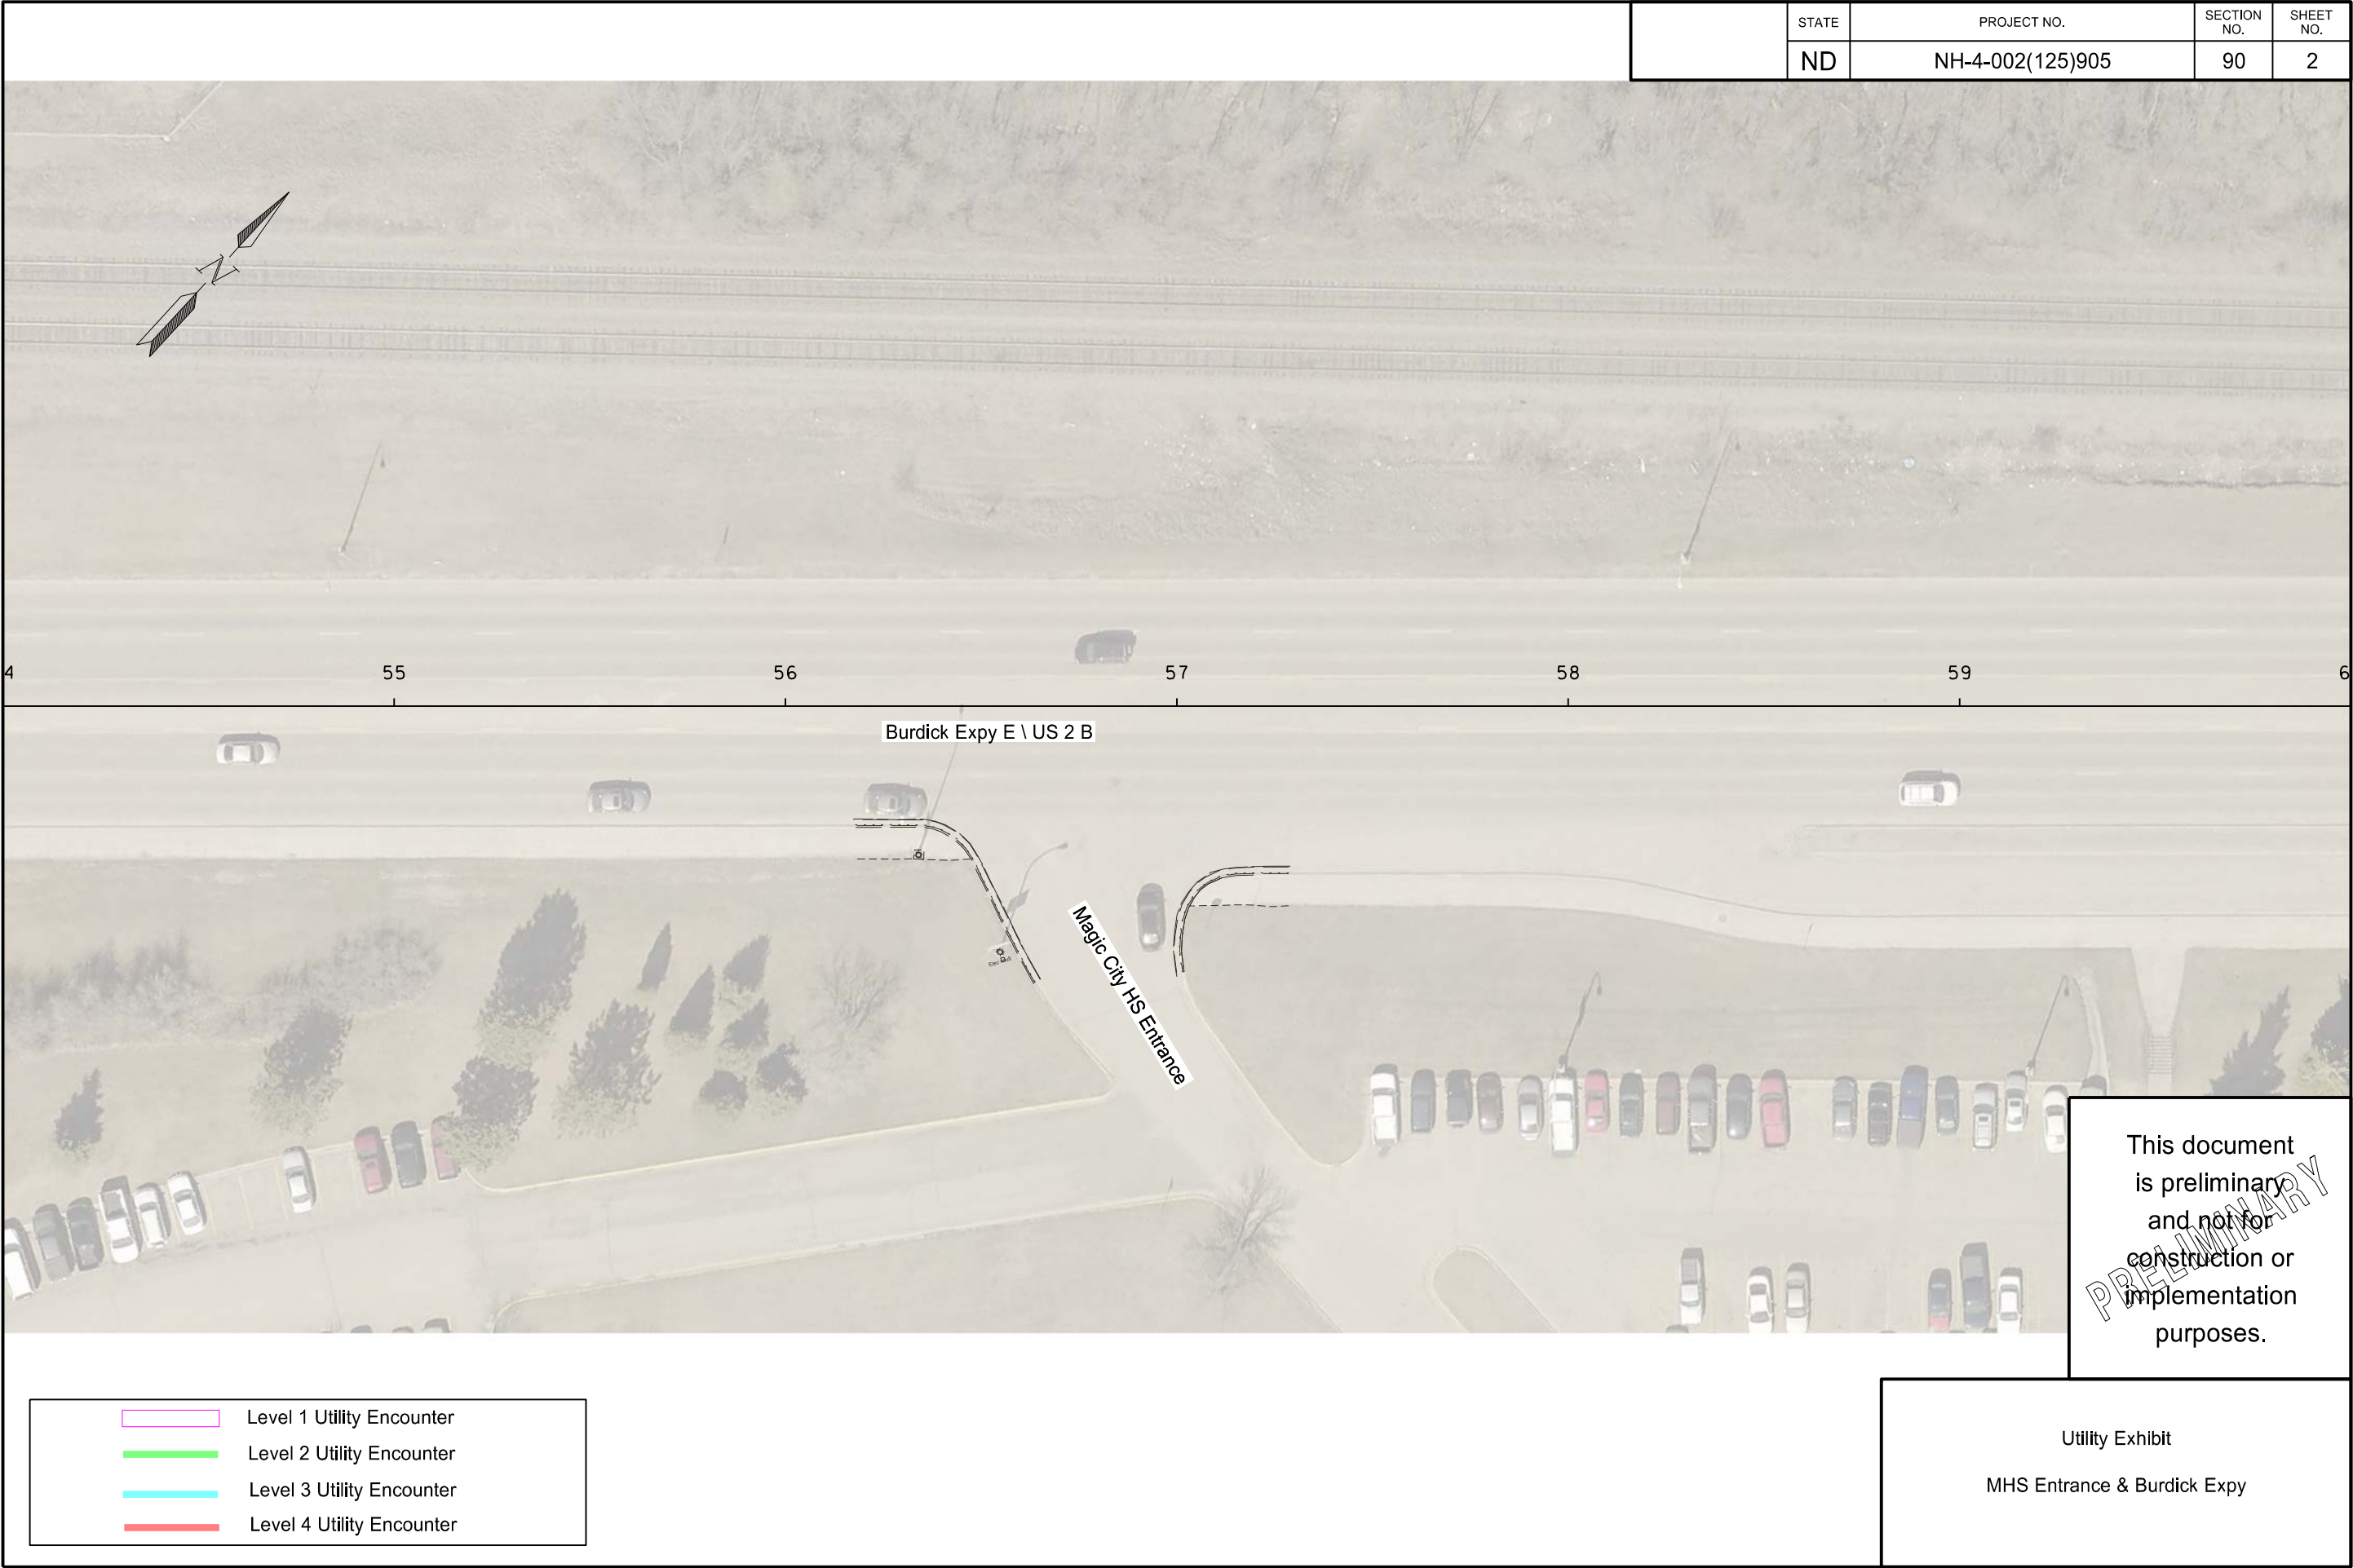 STATE
PROJECT NO.
SECTION NO.
SHEET NO.
ND
NH-4-002(125)905
90
2
N
4
55
56
57
58
59
6
Burdick Expy E \ US 2 B
Magic City HS Entrance
This document
is preliminary
and not for
construction or
implementation
purposes.
PRELIMINARY
Level 1 Utility Encounter
Level 2 Utility Encounter
Level 3 Utility Encounter
Level 4 Utility Encounter
Utility Exhibit
MHS Entrance & Burdick Expy